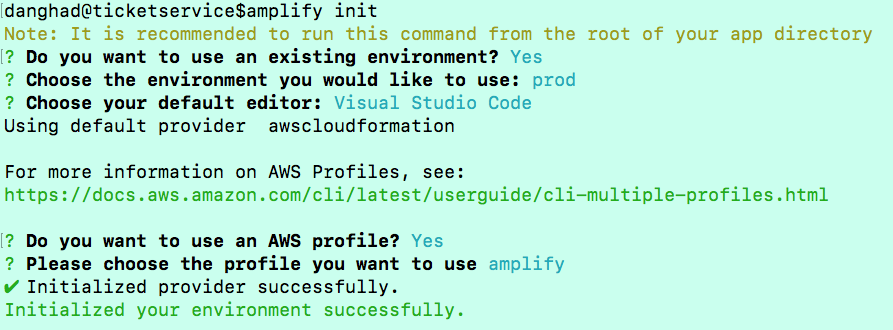 danghad@ticketservice$amplify init
Note: It is recommended to run this command from the root of your app directory
? Do you want to use an existing environment? Yes
? Choose the environment you would like to use: prod
? Choose your default editor: Visual Studio Code
Using default provider  awscloudformation
For more information on AWS Profiles, see:
https://docs.aws.amazon.com/cli/latest/userguide/cli-multiple-profiles.html
? Do you want to use an AWS profile? Yes
? Please choose the profile you want to use amplify
✔ Initialized provider successfully.
Initialized your environment successfully.